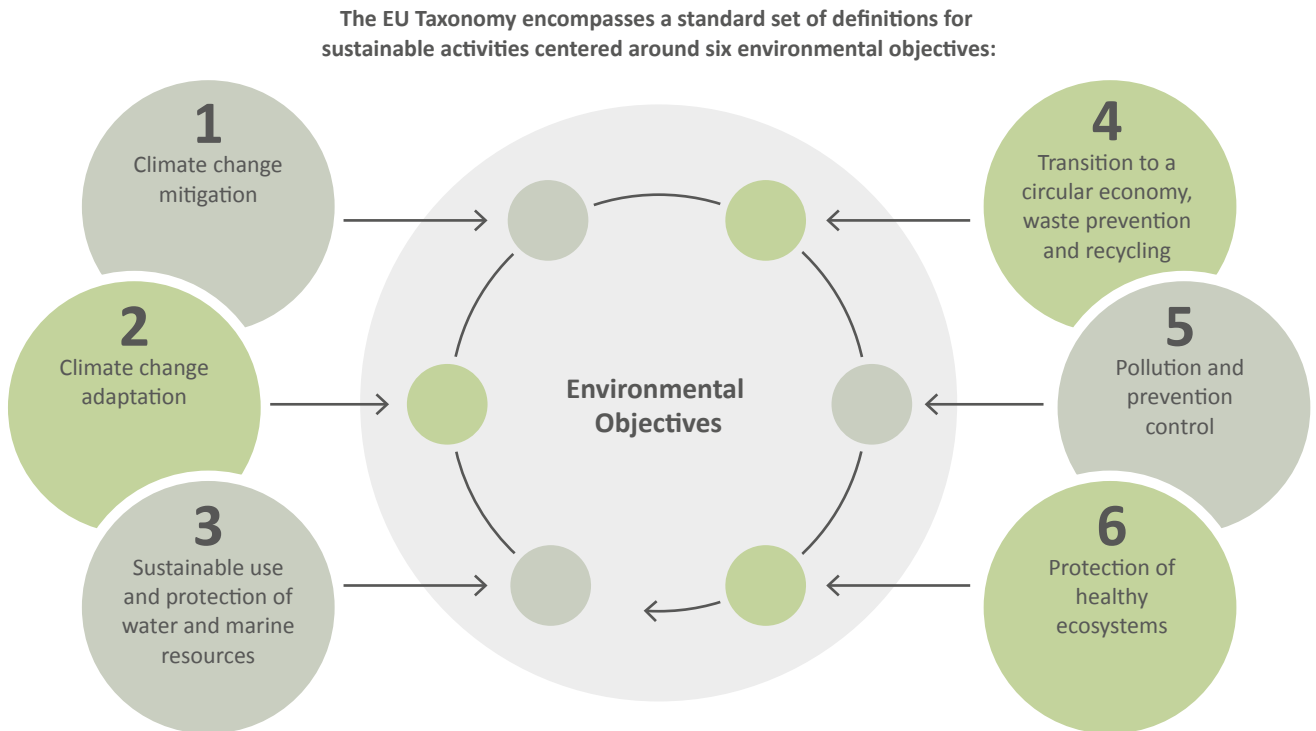 The EU Taxonomy encompasses a standard set of definitions for
sustainable activities centered around six environmental objectives:
1
Climate change
mitigation
2
Climate change
adaptation
3
Sustainable use
and protection of
water and marine
resources
Environmental
Objectives
4
Transition to a
circular economy,
waste prevention
and recycling
5
Pollution and
prevention
control
6
Protection of
healthy
ecosystems